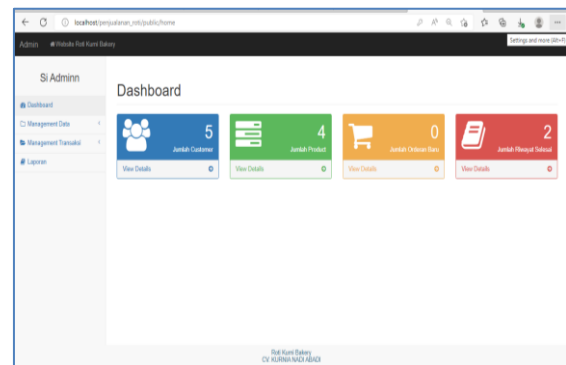 localhost/penjualanan_roti/public/home
Settings and more (Alt+F)
Admin Website Roti Kurni Bakery
Si Adminn
Dashboard
Management Data
Management Transaksi
Laporan
Dashboard
5
Jumlah Customer
View Details
4
Jumlah Product
View Details
0
Jumlah Orderan Baru
View Details
2
Jumlah Riwayat Selesai
View Details
Roti Kurni Bakery
CV. KURNIA NADI ABADI